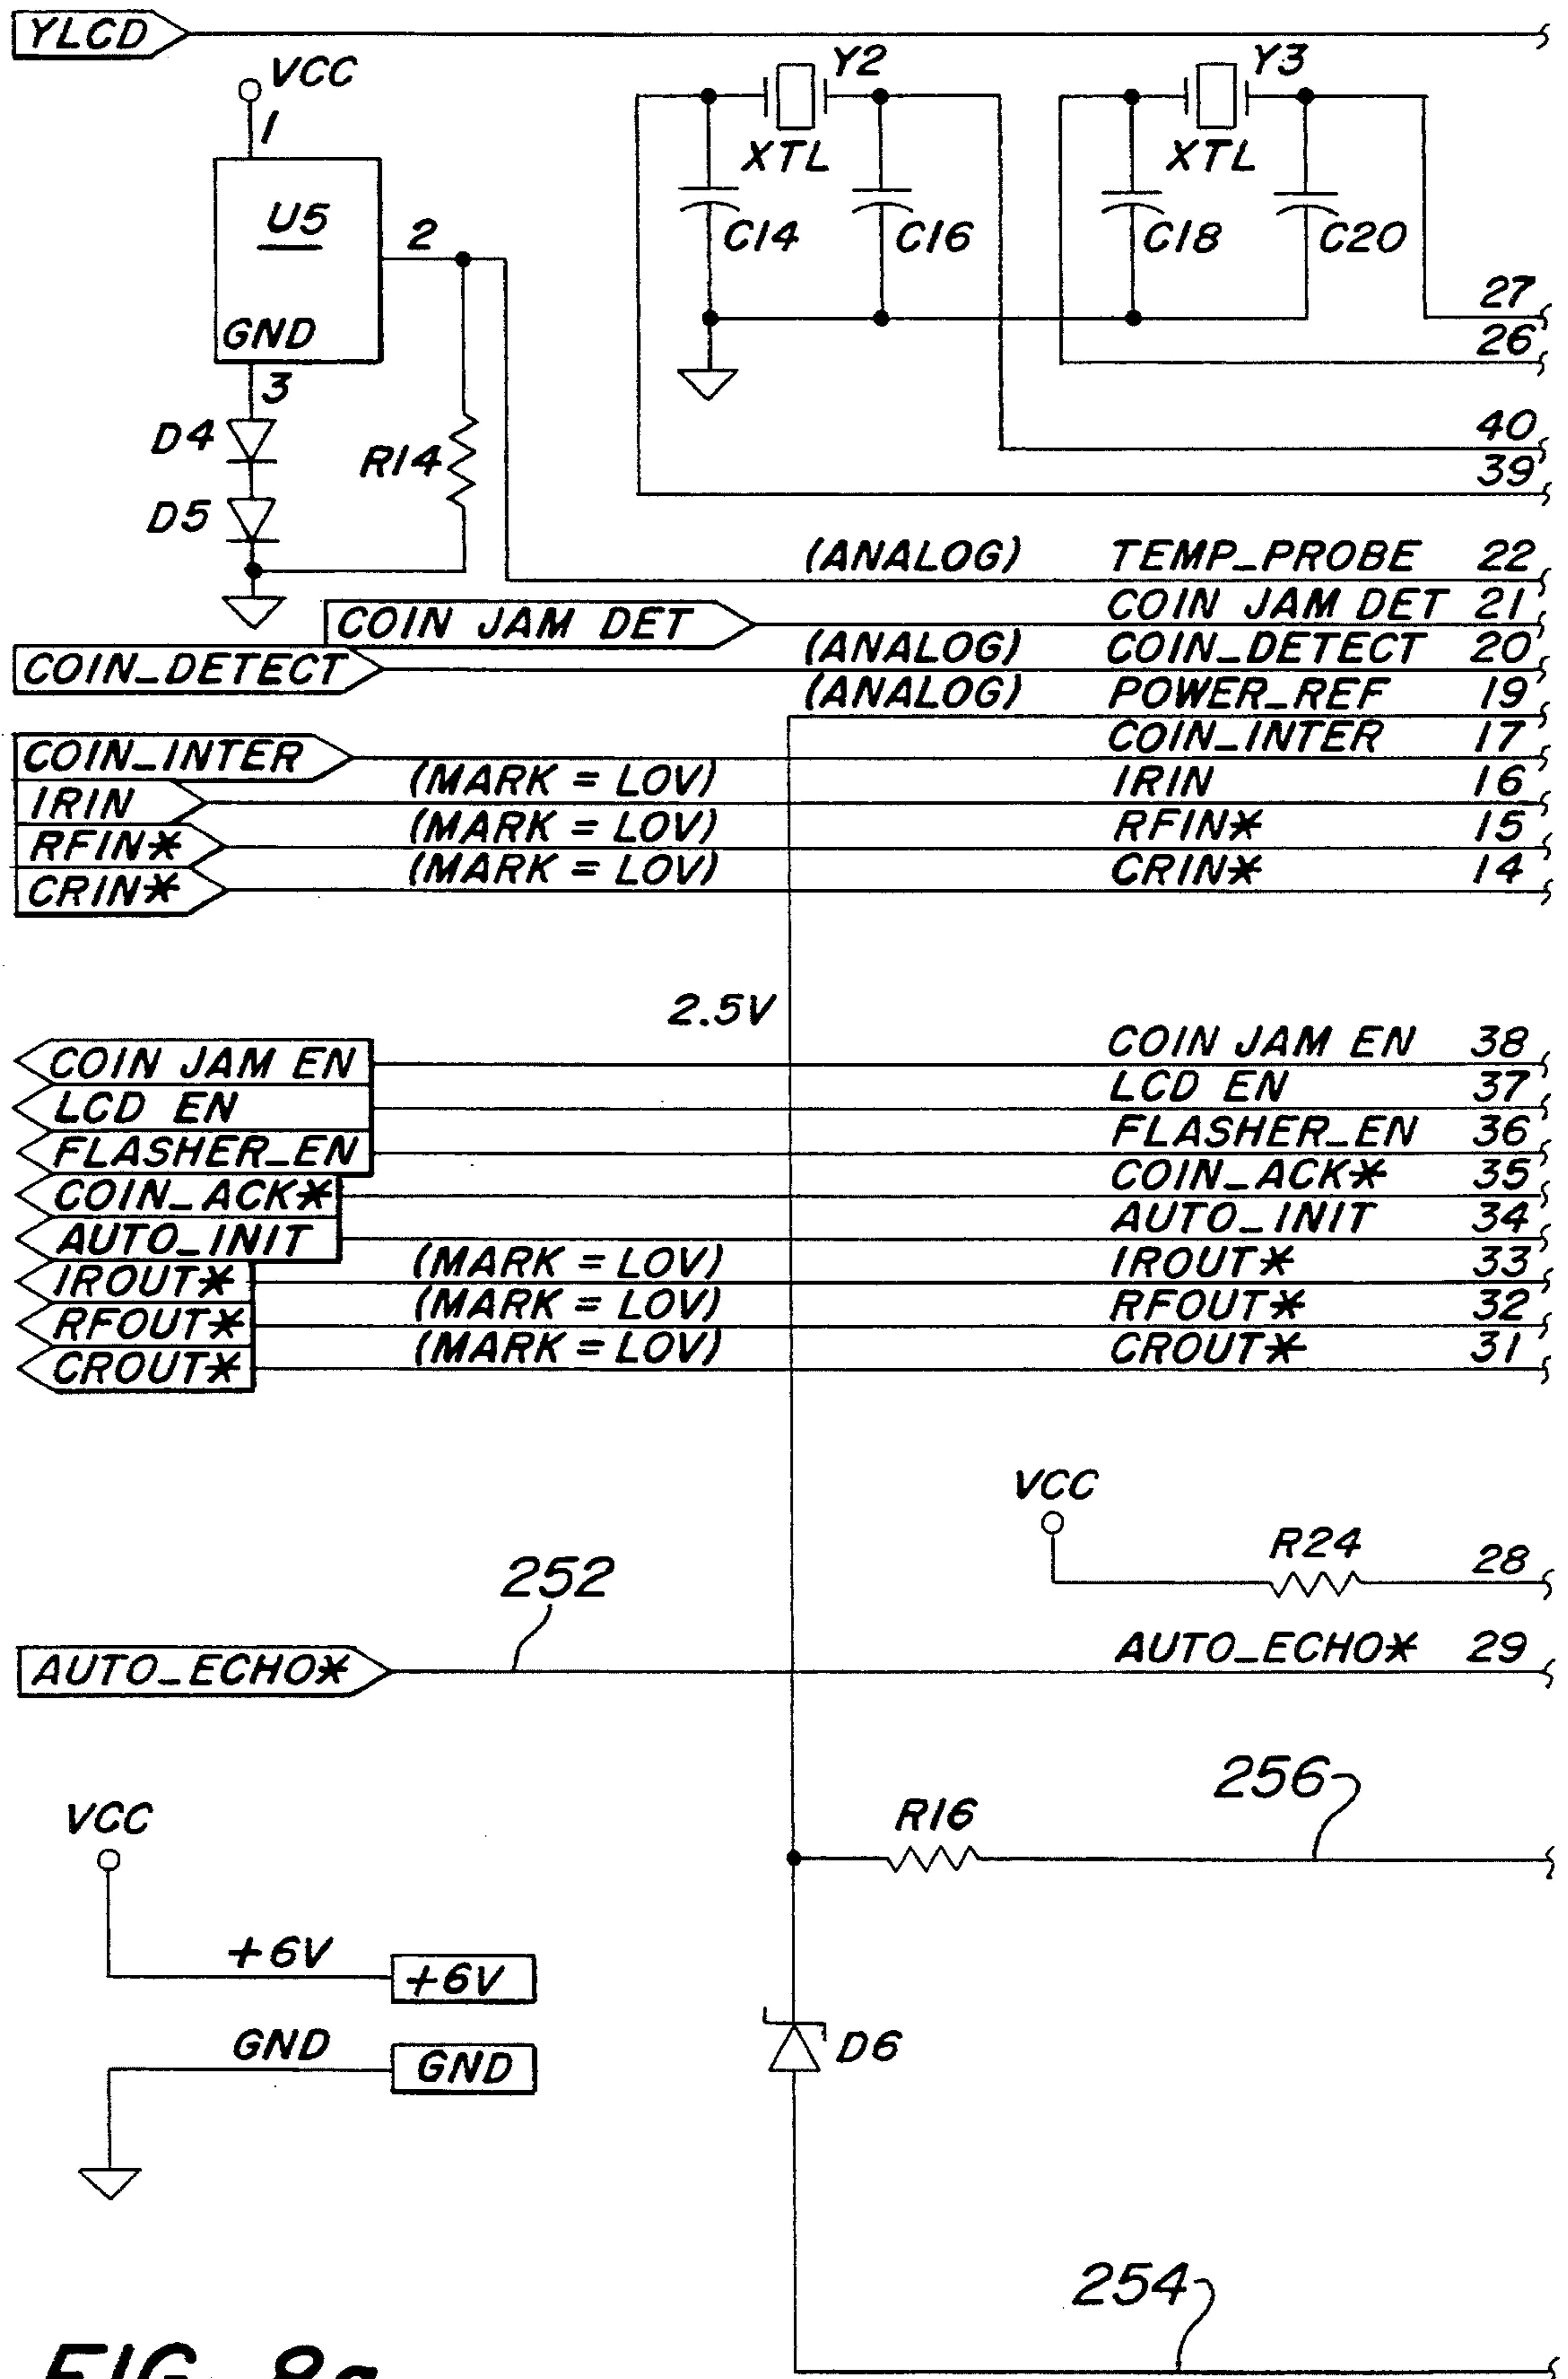 YLCD
VCC
1
U5
2
GND
3
D4
D5
R14
Y2
XTL
C14
C16
Y3
XTL
C18
C20
27
26
40
39
(ANALOG) TEMP_PROBE 22
COIN JAM DET COIN JAM DET 21
COIN_DETECT (ANALOG) COIN_DETECT 20
(ANALOG) POWER_REF 19
COIN_INTER COIN_INTER 17
IRIN (MARK = LOV) IRIN 16
RFIN* (MARK = LOV) RFIN* 15
CRIN* (MARK = LOV) CRIN* 14
2.5V
COIN JAM EN COIN JAM EN 38
LCD EN LCD EN 37
FLASHER_EN FLASHER_EN 36
COIN_ACK* COIN_ACK* 35
AUTO_INIT AUTO_INIT 34
IROUT* (MARK = LOV) IROUT* 33
RFOUT* (MARK = LOV) RFOUT* 32
CROUT* (MARK = LOV) CROUT* 31
VCC
R24 28
252
AUTO_ECHO* AUTO_ECHO* 29
256
VCC
R16
+6V +6V
GND GND
D6
254
FIG. 8a